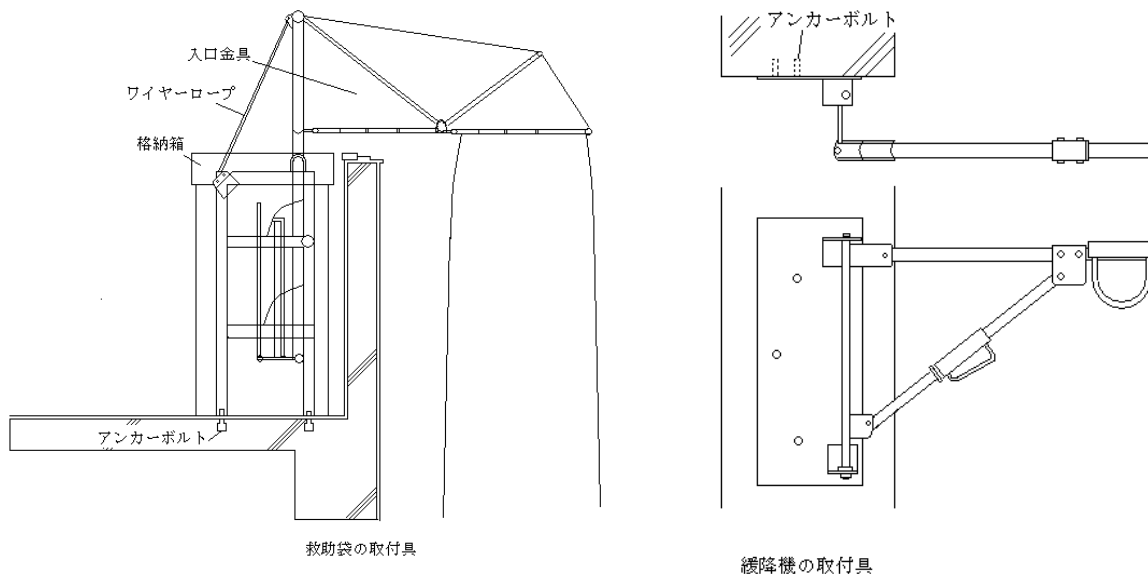 入口金具
ワイヤーロープ
格納箱
アンカーボルト
救助袋の取付具
アンカーボルト
緩降機の取付具